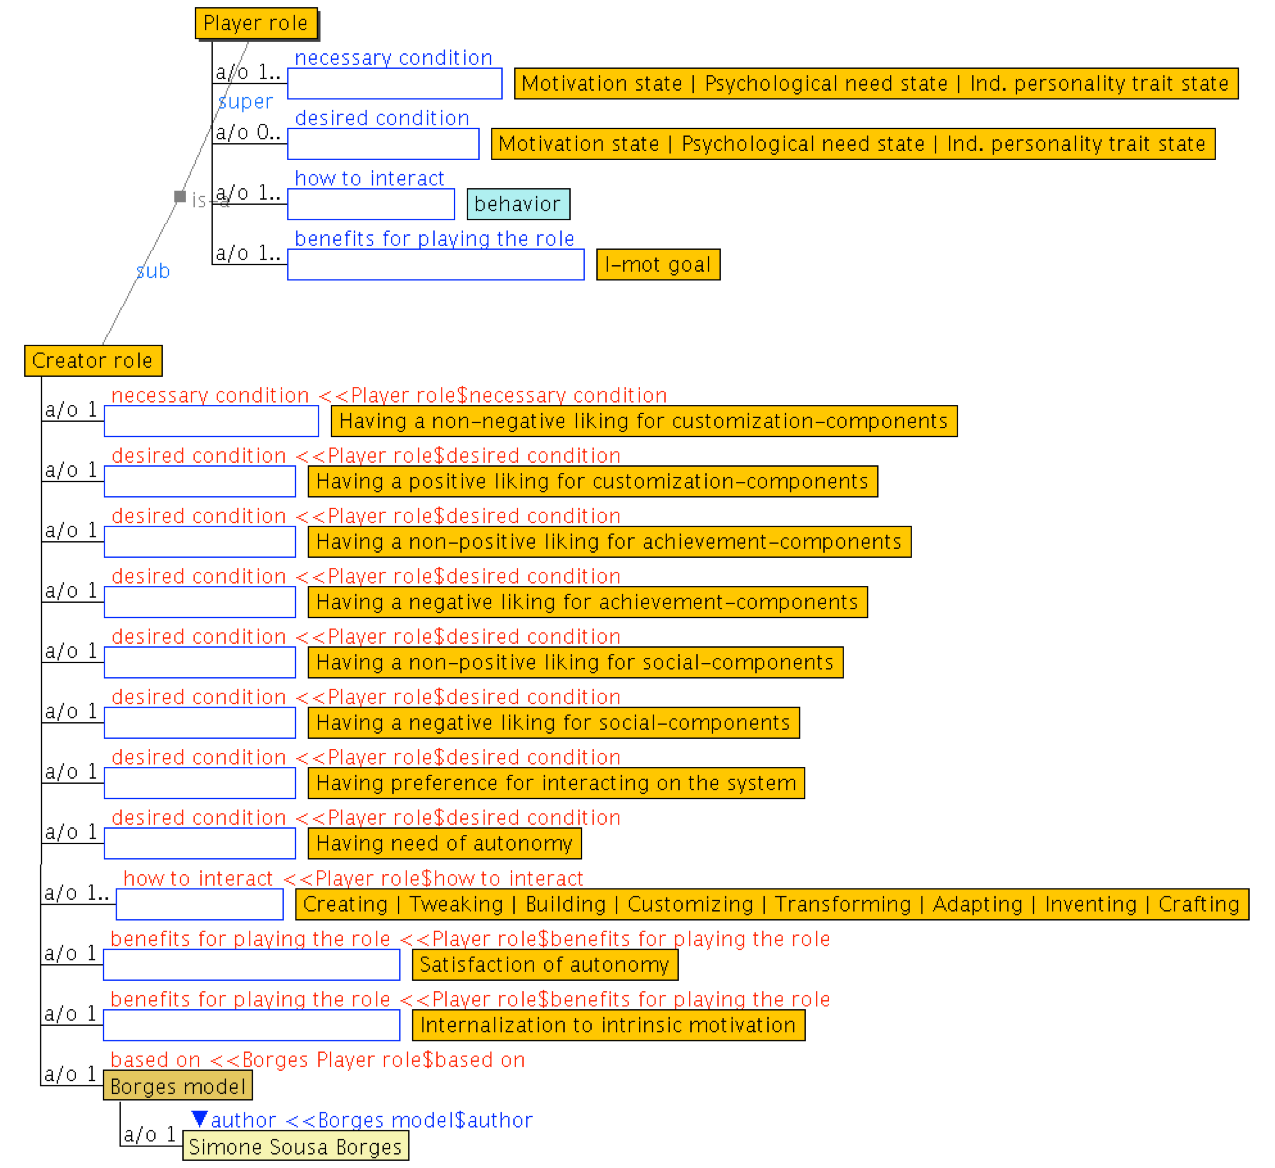 Player role
necessary condition
a/o 1..
Motivation state | Psychological need state | Ind. personality trait state
super
desired condition
a/o 0..
Motivation state | Psychological need state | Ind. personality trait state
how to interact
is-a
a/o 1..
behavior
benefits for playing the role
a/o 1..
I-mot goal
sub
Creator role
necessary condition <<Player role$necessary condition
a/o 1
Having a non-negative liking for customization-components
desired condition <<Player role$desired condition
a/o 1
Having a positive liking for customization-components
desired condition <<Player role$desired condition
a/o 1
Having a non-positive liking for achievement-components
desired condition <<Player role$desired condition
a/o 1
Having a negative liking for achievement-components
desired condition <<Player role$desired condition
a/o 1
Having a non-positive liking for social-components
desired condition <<Player role$desired condition
a/o 1
Having a negative liking for social-components
desired condition <<Player role$desired condition
a/o 1
Having preference for interacting on the system
desired condition <<Player role$desired condition
a/o 1
Having need of autonomy
how to interact <<Player role$how to interact
a/o 1..
Creating | Tweaking | Building | Customizing | Transforming | Adapting | Inventing | Crafting
benefits for playing the role <<Player role$benefits for playing the role
a/o 1
Satisfaction of autonomy
benefits for playing the role <<Player role$benefits for playing the role
a/o 1
Internalization to intrinsic motivation
based on <<Borges Player role$based on
a/o 1
Borges model
▼author <<Borges model$author
a/o 1
Simone Sousa Borges